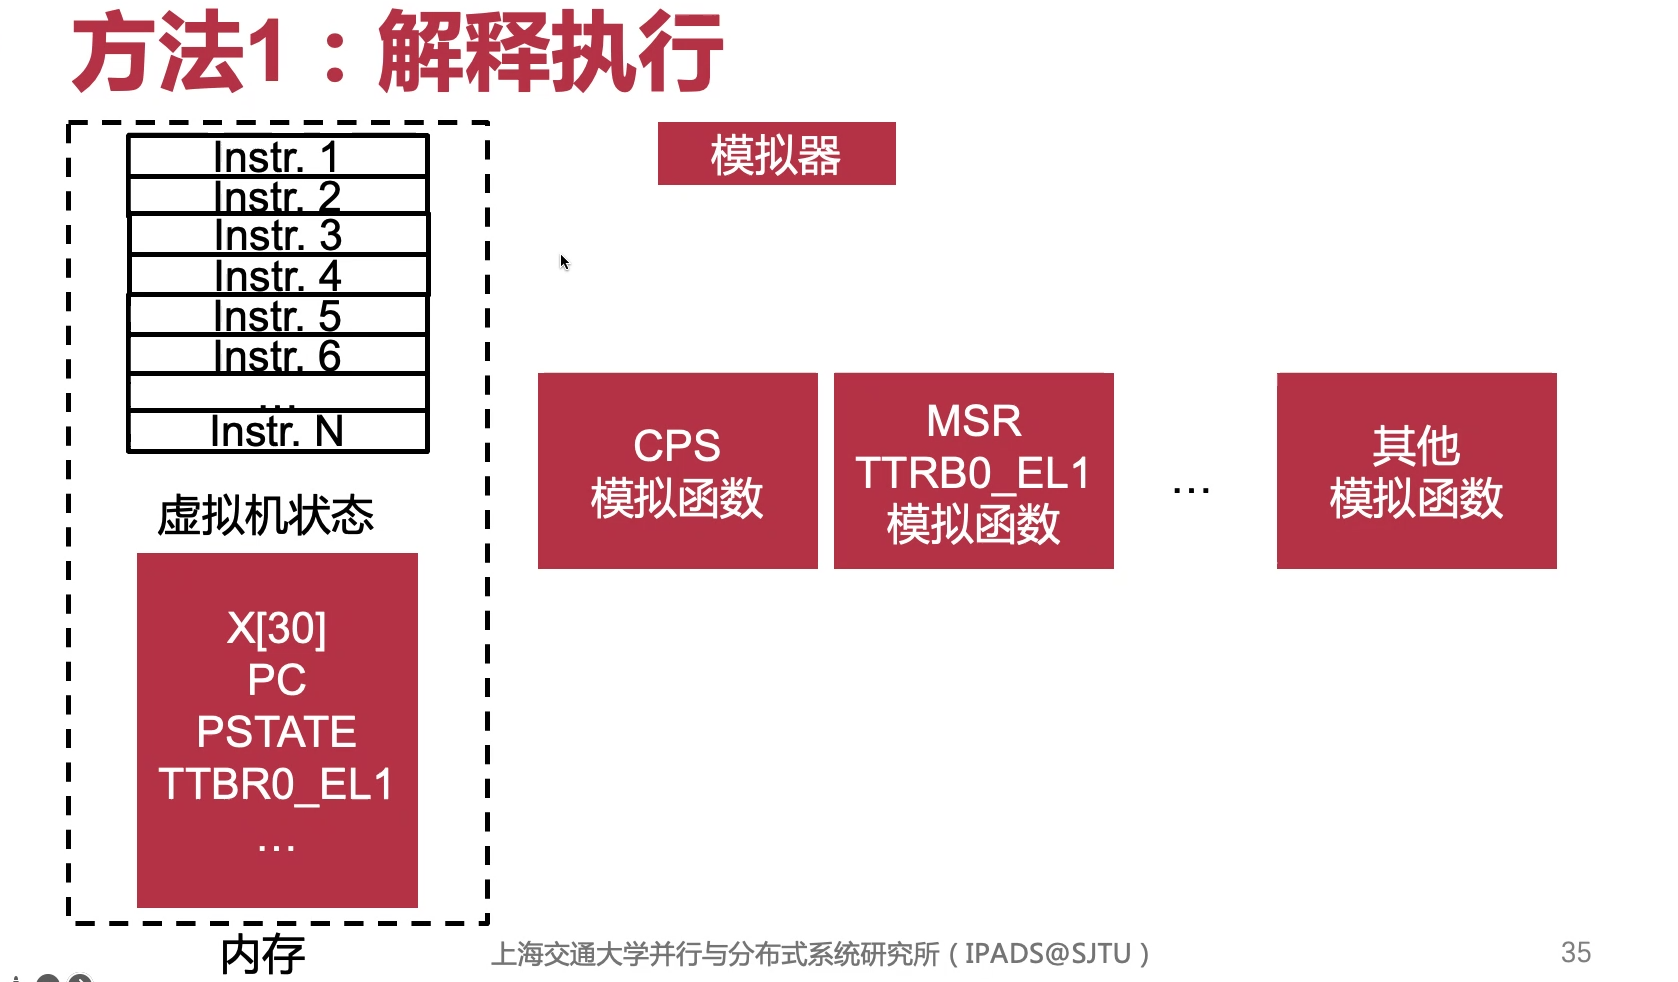 方法1：解释执行
Instr. 1
Instr. 2
Instr. 3
Instr. 4
Instr. 5
Instr. 6
...
Instr. N
虚拟机状态
X[30]
PC
PSTATE
TTBR0_EL1
...
内存
模拟器
CPS
模拟函数
MSR
TTRB0_EL1
模拟函数
...
其他
模拟函数
上海交通大学并行与分布式系统研究所（IPADS@SJTU）
35